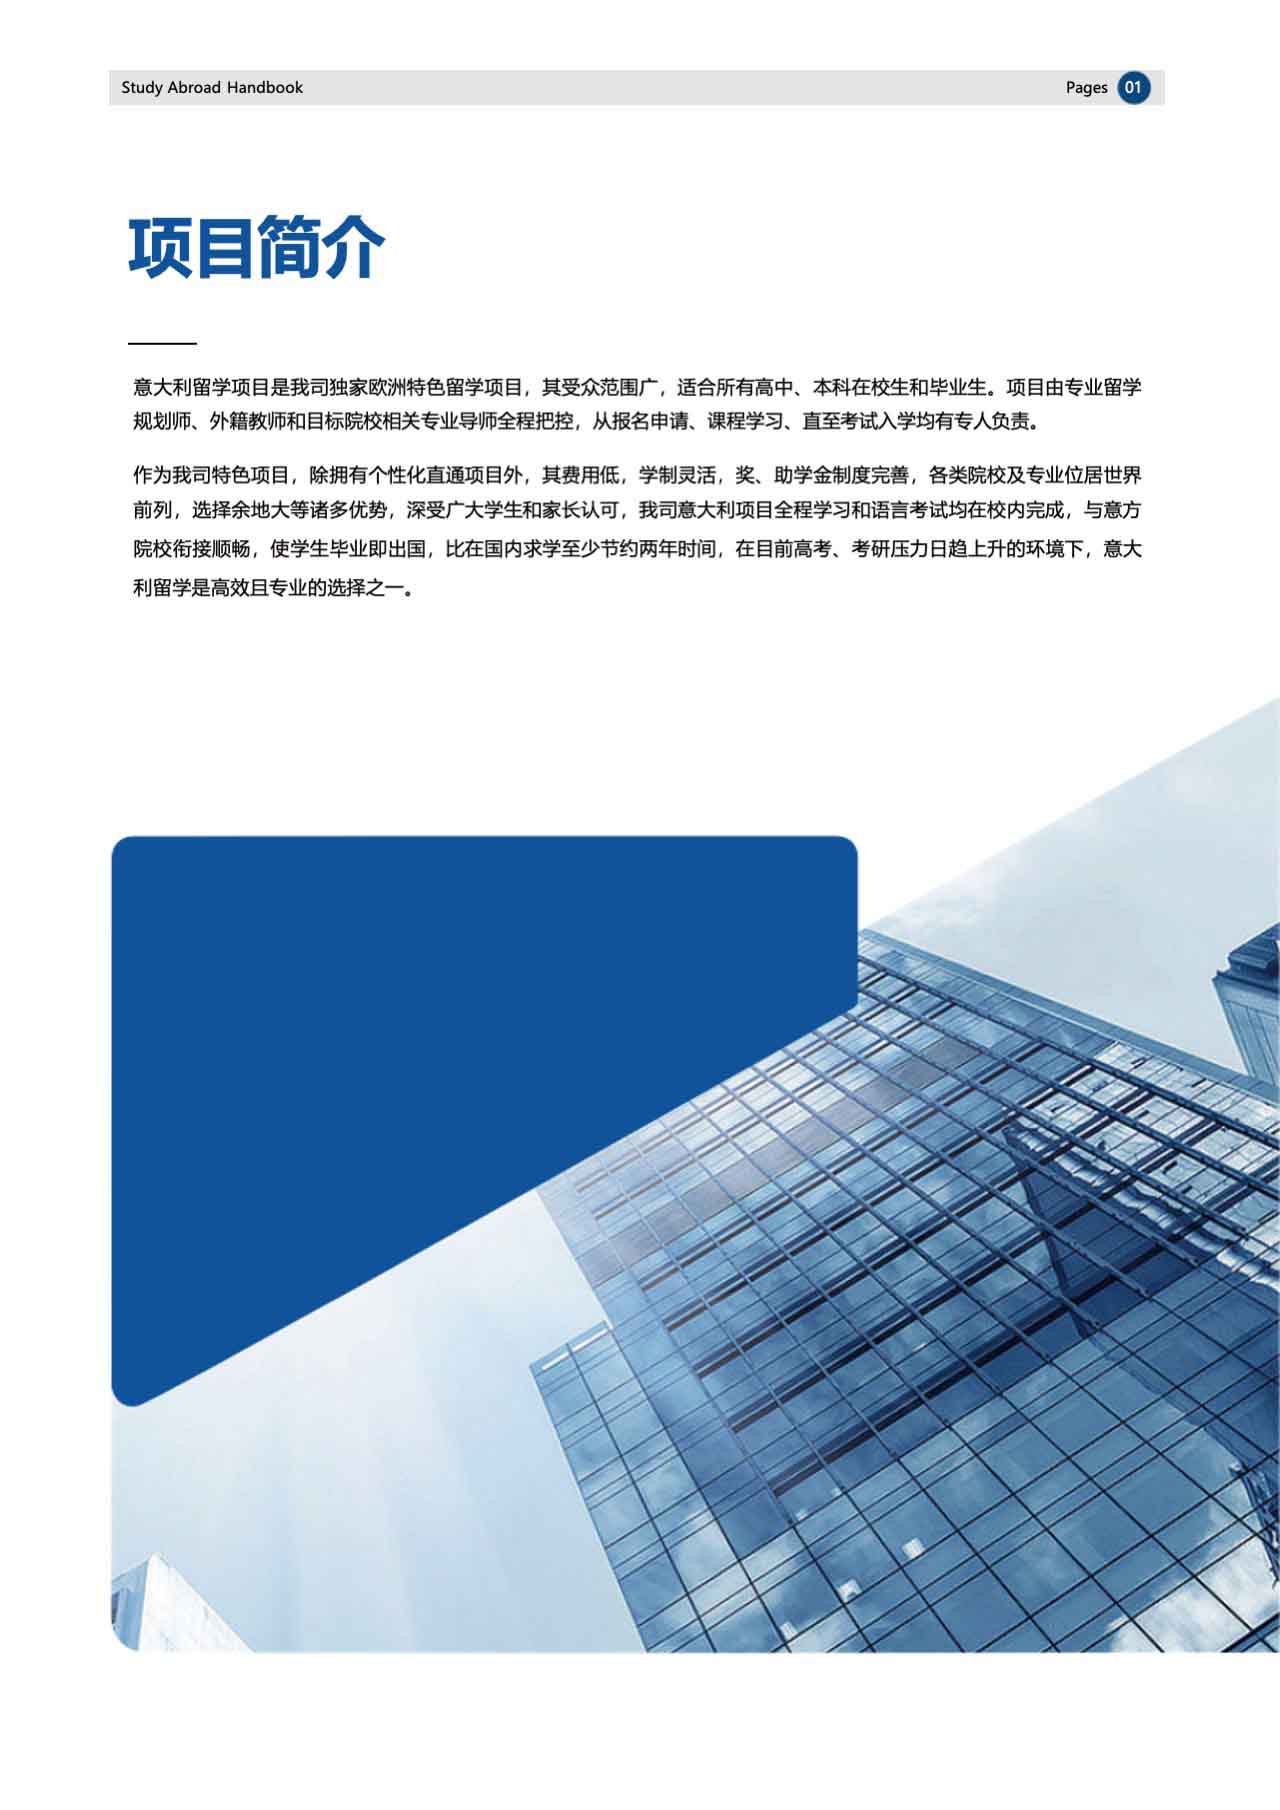 Study Abroad Handbook
Pages 01
项目简介
意大利留学项目是我司独家欧洲特色留学项目，其受众范围广，适合所有高中、本科在校生和毕业生。项目由专业留学
规划师、外籍教师和目标院校相关专业导师全程把控，从报名申请、课程学习、直至考试入学均有专人负责。
作为我司特色项目，除拥有个性化直通项目外，其费用低，学制灵活，奖、助学金制度完善，各类院校及专业位居世界
前列，选择余地大等诸多优势，深受广大学生和家长认可，我司意大利项目全程学习和语言考试均在校内完成，与意方
院校衔接顺畅，使学生毕业即出国，比在国内求学至少节约两年时间，在目前高考、考研压力日趋上升的环境下，意大
利留学是高效且专业的选择之一。